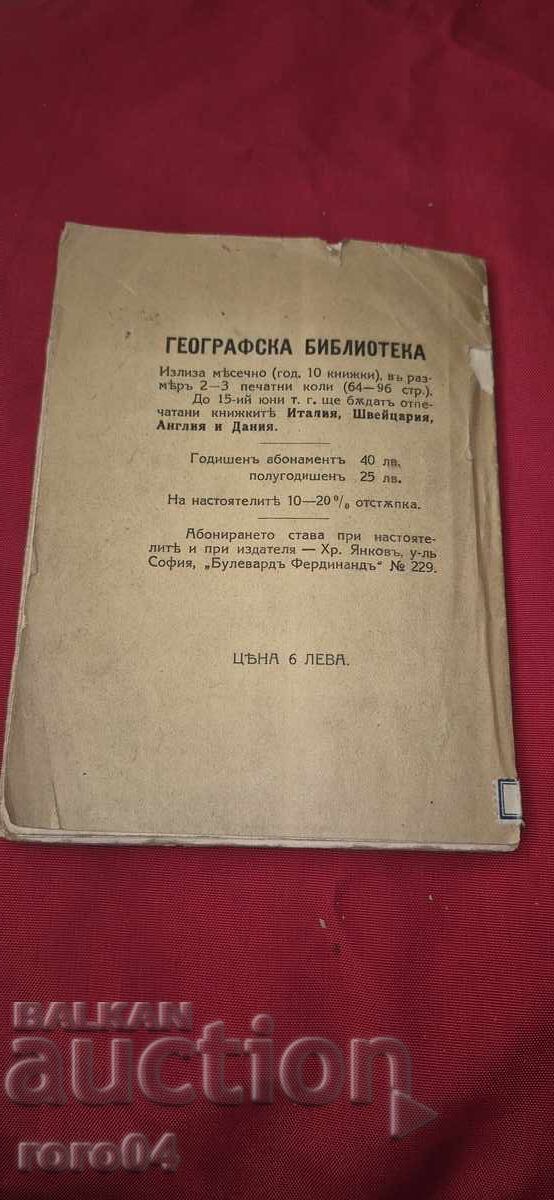 ГЕОГРАФСКА БИБЛИОТЕКА
Излиза мѣсечно (год. 10 книжки), въ раз-
мѣръ 2—3 печатни коли (64—96 стр.).
До 15-ий юни т. г. ще бѫдатъ отпе-
чатани книжкитѣ Италия, Швейцария,
Англия и Дания.
Годишенъ абонаментъ 40 лв.
полугодишенъ 25 лв.
На настоятелитѣ 10—20% отстѫпка.
Абонирането става при настояте-
литѣ и при издателя — Хр. Янковъ, у-ль
София, „Булевардъ Фердинандъ" № 229.
ЦѢНА 6 ЛЕВА.
BALKAN
auction
roro04